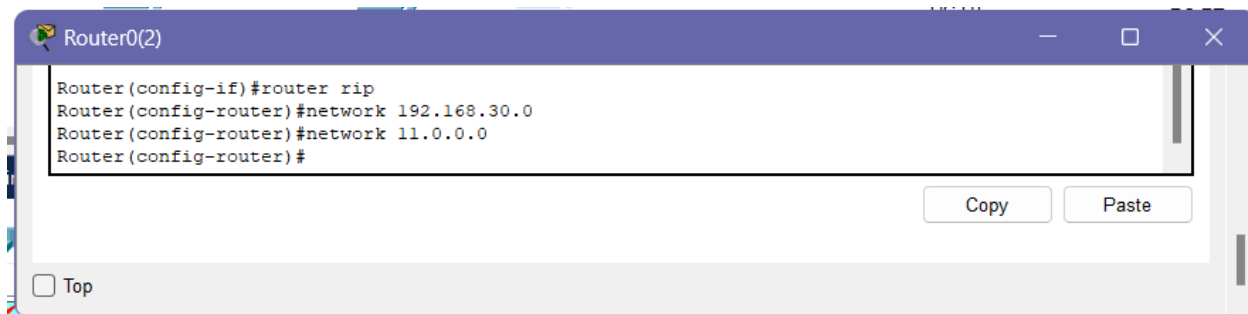 Router0(2)
Router(config-if)#router rip
Router(config-router)#network 192.168.30.0
Router(config-router)#network 11.0.0.0
Router(config-router)#
Copy
Paste
Top